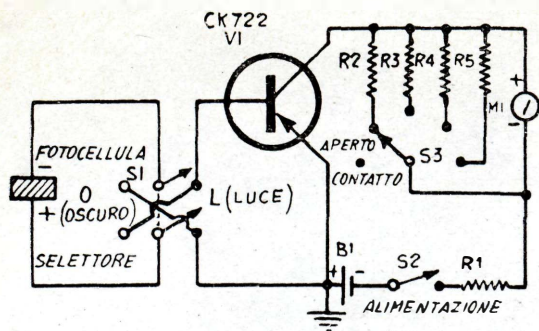 CK722
V1
R2
R3
R4
R5
M1
+
-
FOTOCELLULA
-
S1
O
+
(OSCURO)
L (LUCE)
SELETTORE
APERTO
CONTATTO
S3
B1
+
-
S2
R1
ALIMENTAZIONE